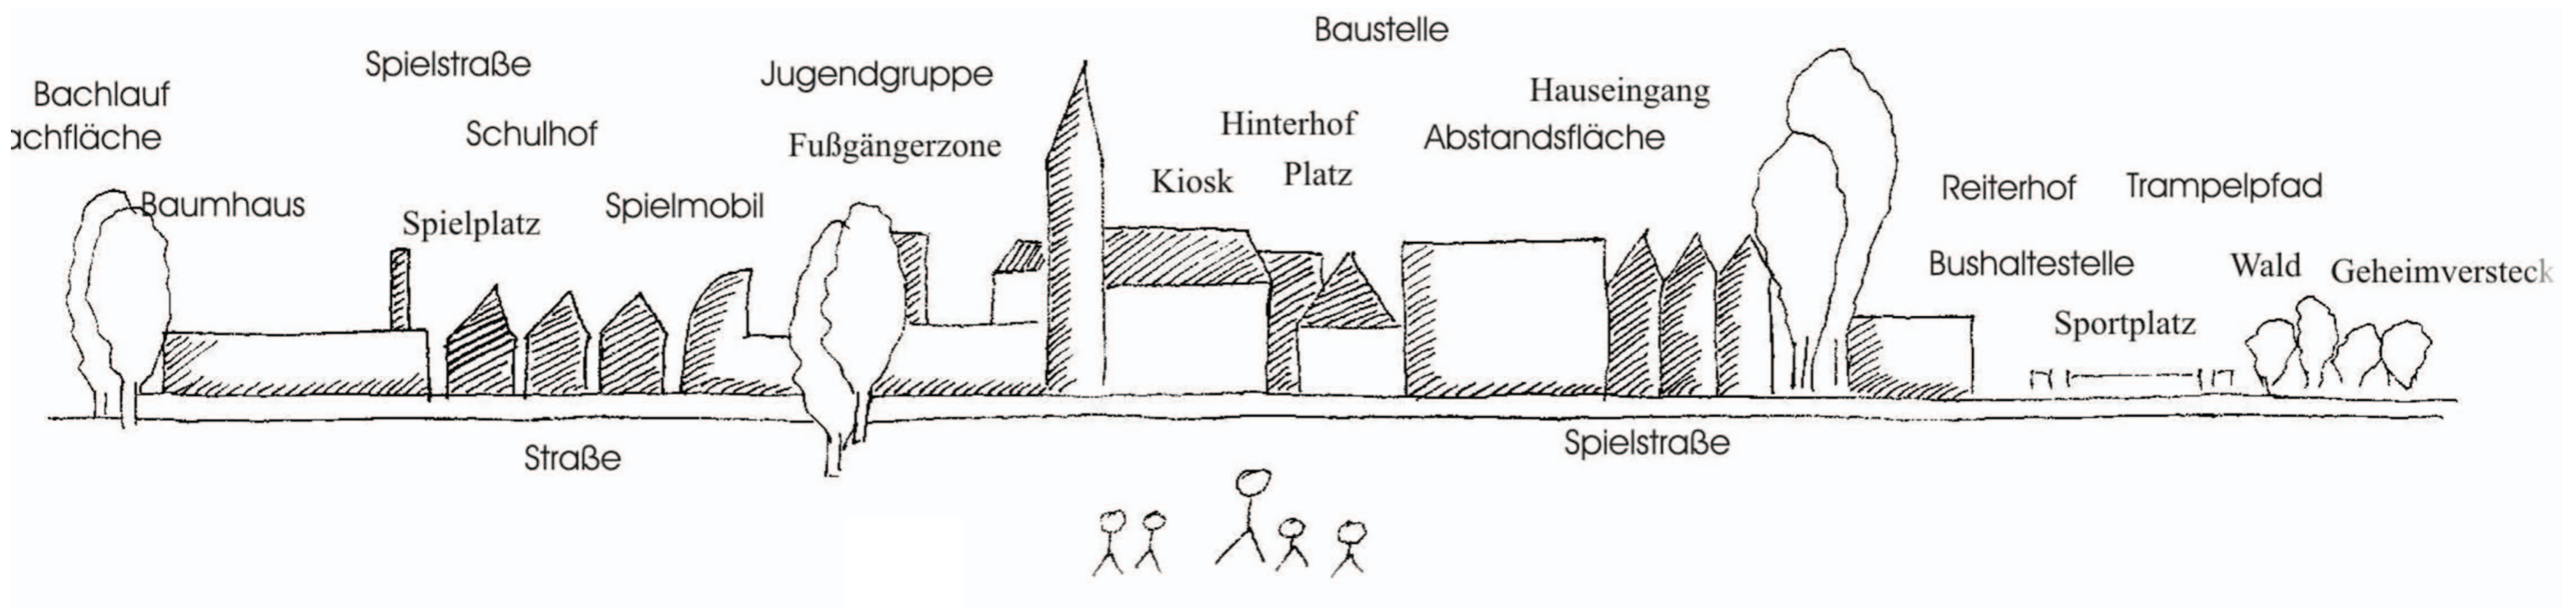 Baustelle
Spielstraße
Jugendgruppe
Bachlauf
Hauseingang
achfläche
Schulhof
Fußgängerzone
Hinterhof
Abstandsfläche
Kiosk
Platz
Baumhaus
Spielplatz
Spielmobil
Reiterhof
Trampelpfad
Bushaltestelle
Wald
Geheimversteck
Sportplatz
Straße
Spielstraße